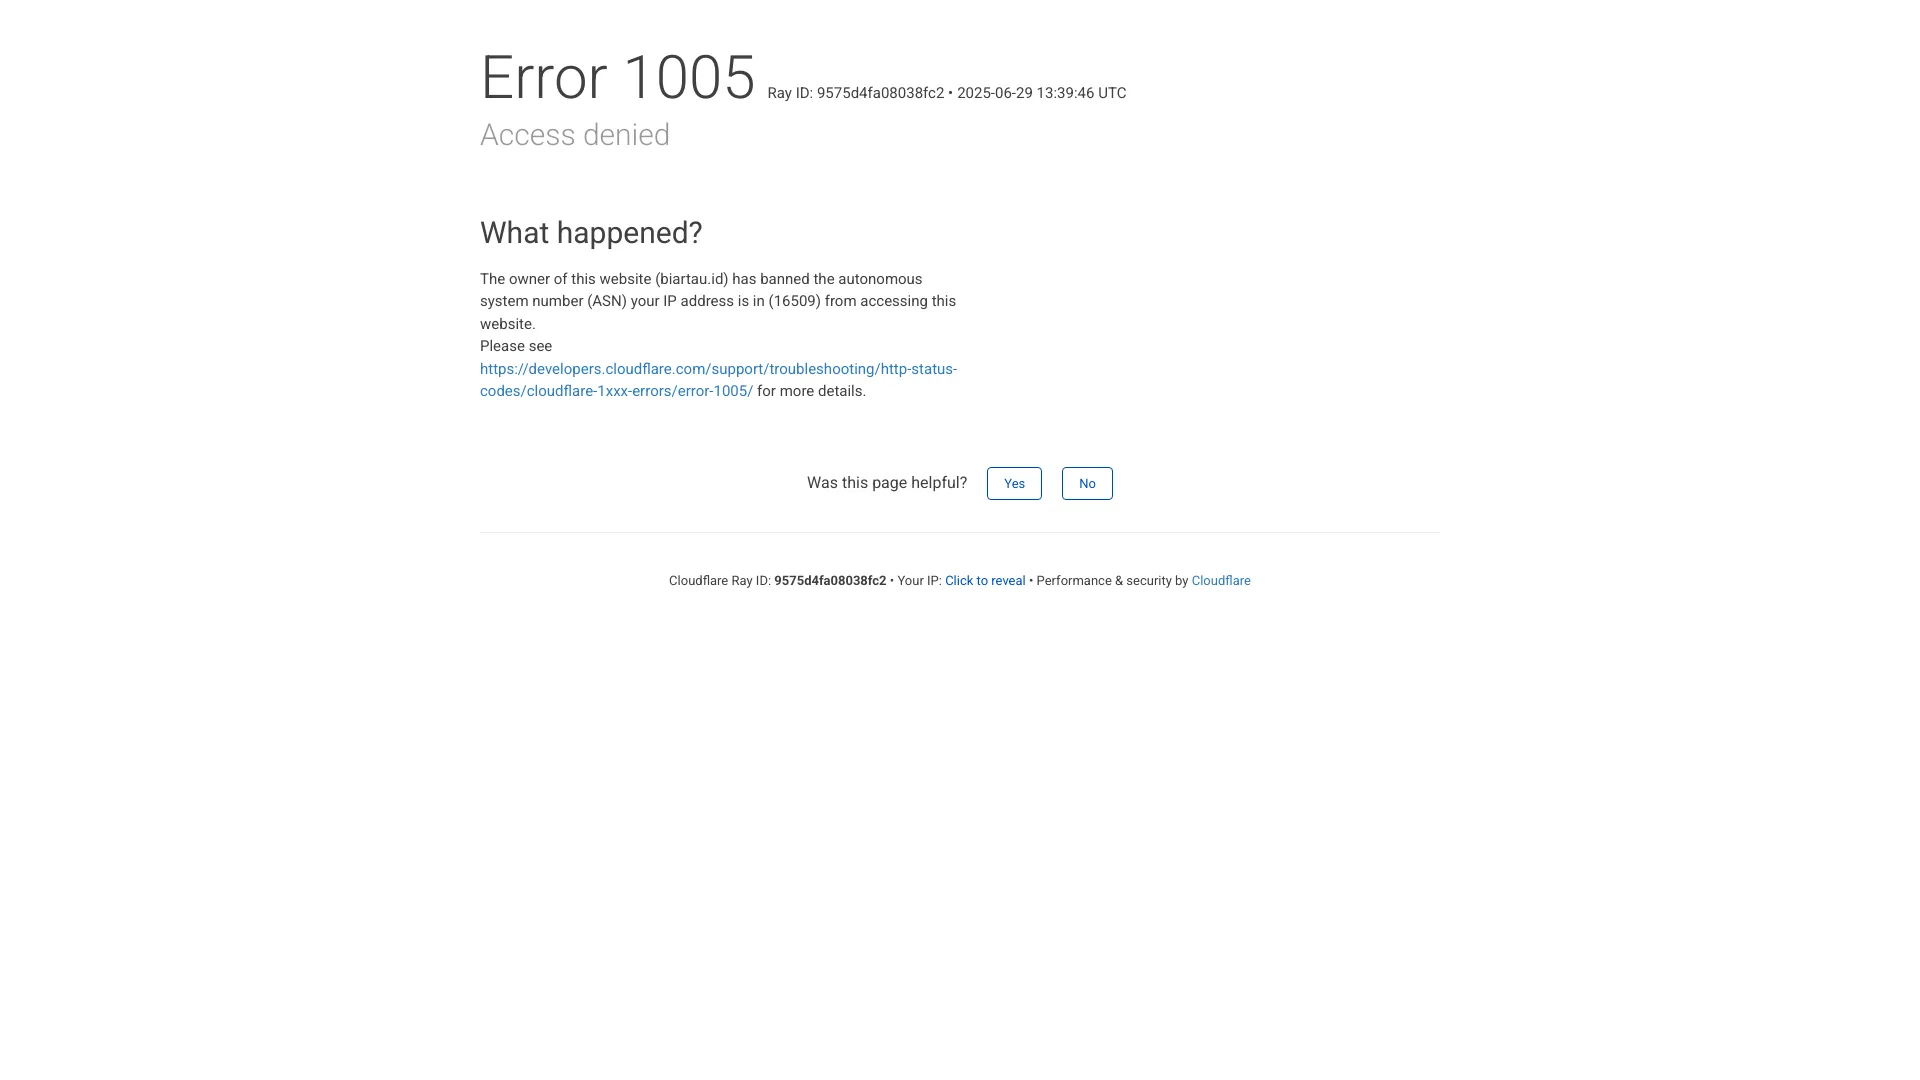 Error 1005 Ray ID: 9575d4fa08038fc2 • 2025-06-29 13:39:46 UTC
Access denied
What happened?
The owner of this website (biartau.id) has banned the autonomous
system number (ASN) your IP address is in (16509) from accessing this
website.
Please see
https://developers.cloudflare.com/support/troubleshooting/http-status-
codes/cloudflare-1xxx-errors/error-1005/ for more details.
Was this page helpful? Yes No
Cloudflare Ray ID: 9575d4fa08038fc2 • Your IP: Click to reveal • Performance & security by Cloudflare